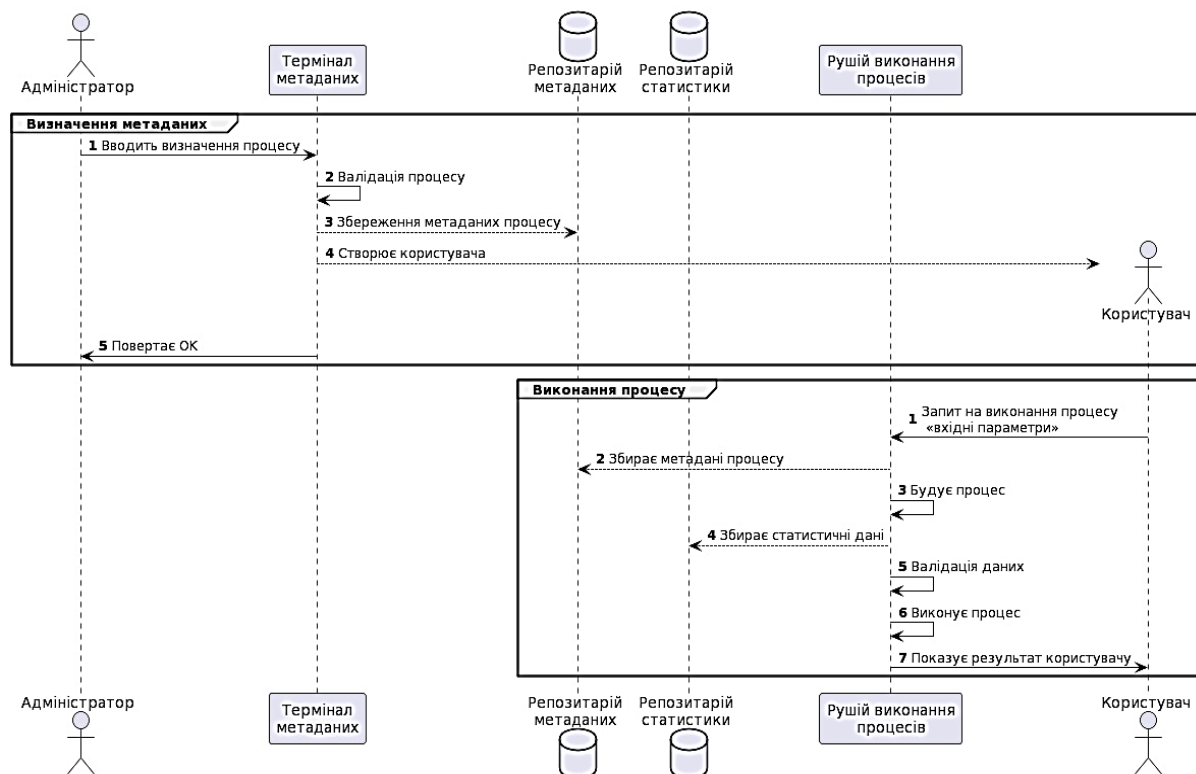 Адміністратор
Термінал
метаданих
Репозитарій
метаданих
Репозитарій
статистики
Рушій виконання
процесів
Визначення метаданих
1 Вводить визначення процесу
2 Валідація процесу
3 Збереження метаданих процесу
4 Створює користувача
Користувач
5 Повертає ОК
Виконання процесу
1 Запит на виконання процесу
«вхідні параметри»
2 Збирає метадані процесу
3 Будує процес
4 Збирає статистичні дані
5 Валідація даних
6 Виконує процес
7 Показує результат користувачу
Адміністратор
Термінал
метаданих
Репозитарій
метаданих
Репозитарій
статистики
Рушій виконання
процесів
Користувач